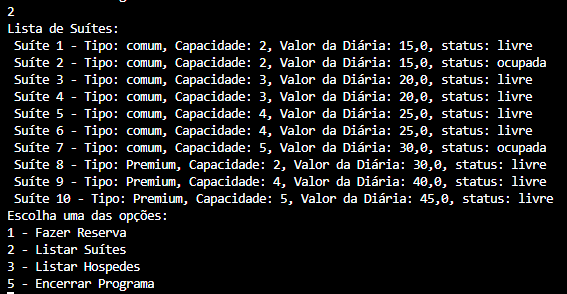 2
Lista de Suítes:
Suíte 1 - Tipo: comum, Capacidade: 2, Valor da Diária: 15,0, status: livre
Suíte 2 - Tipo: comum, Capacidade: 2, Valor da Diária: 15,0, status: ocupada
Suíte 3 - Tipo: comum, Capacidade: 3, Valor da Diária: 20,0, status: livre
Suíte 4 - Tipo: comum, Capacidade: 3, Valor da Diária: 20,0, status: livre
Suíte 5 - Tipo: comum, Capacidade: 4, Valor da Diária: 25,0, status: livre
Suíte 6 - Tipo: comum, Capacidade: 4, Valor da Diária: 25,0, status: livre
Suíte 7 - Tipo: comum, Capacidade: 5, Valor da Diária: 30,0, status: ocupada
Suíte 8 - Tipo: Premium, Capacidade: 2, Valor da Diária: 30,0, status: livre
Suíte 9 - Tipo: Premium, Capacidade: 4, Valor da Diária: 40,0, status: livre
Suíte 10 - Tipo: Premium, Capacidade: 5, Valor da Diária: 45,0, status: livre
Escolha uma das opções:
1 - Fazer Reserva
2 - Listar Suítes
3 - Listar Hospedes
5 - Encerrar Programa